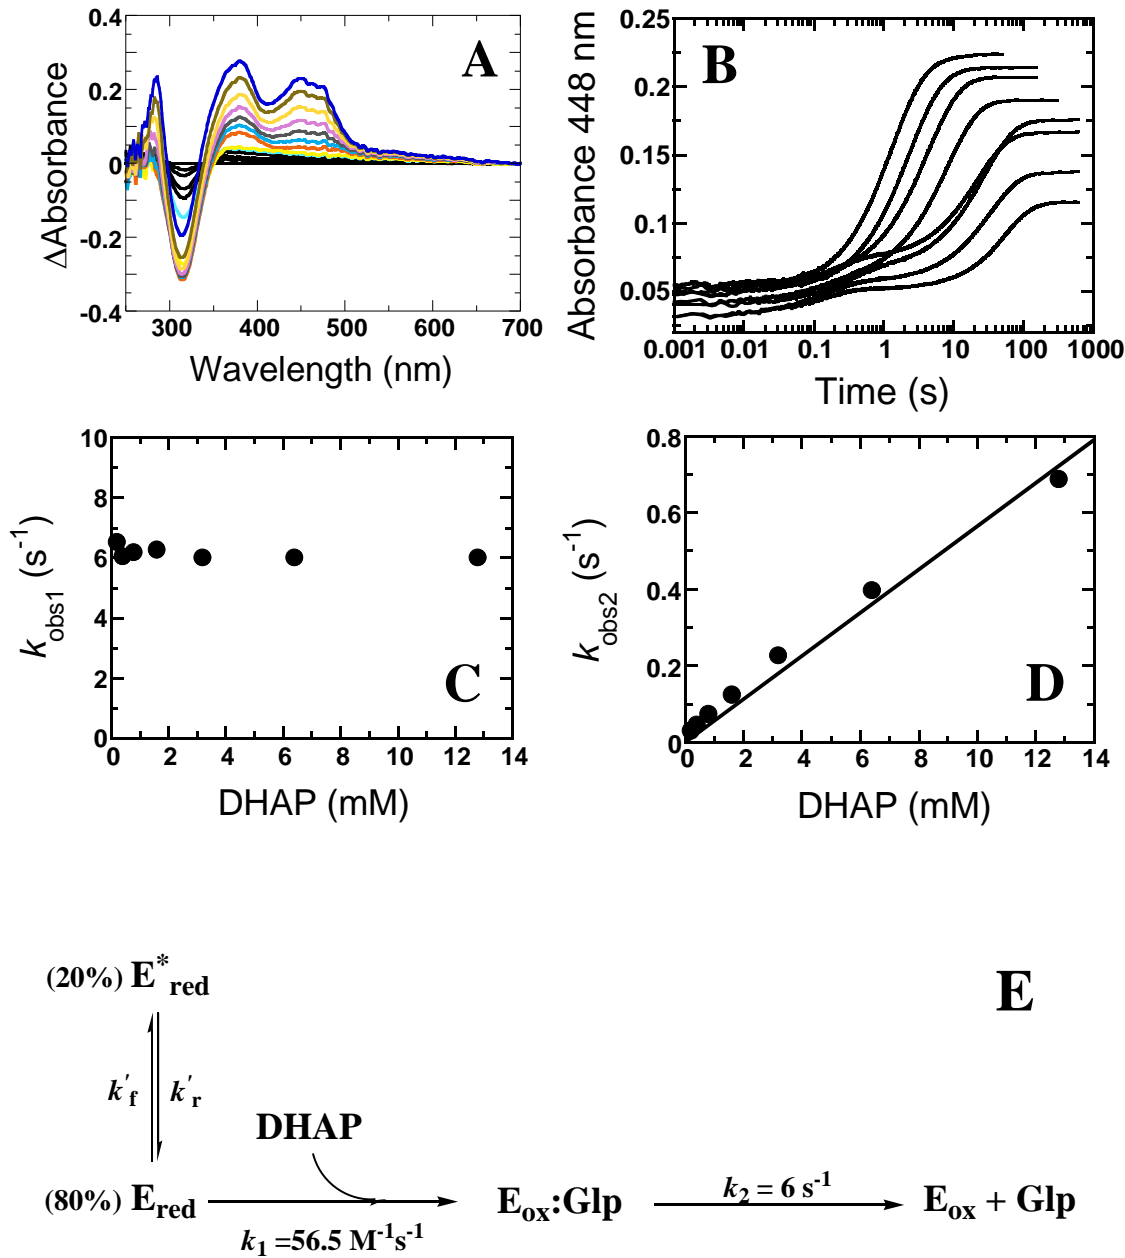 A
ΔAbsorbance
0.4
0.2
0
-0.2
-0.4
300 400 500 600 700
Wavelength (nm)
B
Absorbance 448 nm
0.25
0.20
0.15
0.10
0.05
0.001 0.01 0.1 1 10 100 1000
Time (s)
C
k obs1 (s-1)
10
8
6
4
2
0
0 2 4 6 8 10 12 14
DHAP (mM)
D
k obs2 (s-1)
0.8
0.6
0.4
0.2
0
0 2 4 6 8 10 12 14
DHAP (mM)
E
(20%) E*red
k'f k'r
DHAP
(80%) Ered
k1 =56.5 M-1s-1
Eox:Glp
k2 = 6 s-1
Eox + Glp